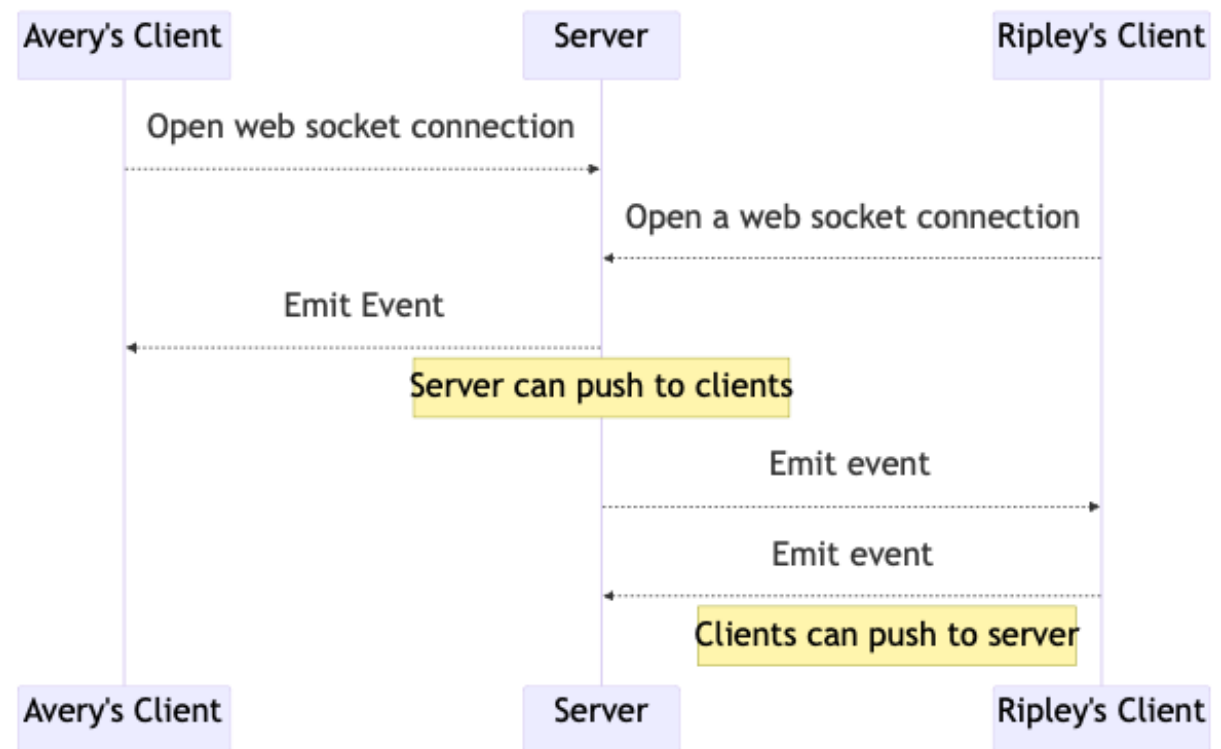 Avery's Client
Server
Ripley's Client
Open web socket connection
Open a web socket connection
Emit Event
Server can push to clients
Emit event
Emit event
Clients can push to server
Avery's Client
Server
Ripley's Client